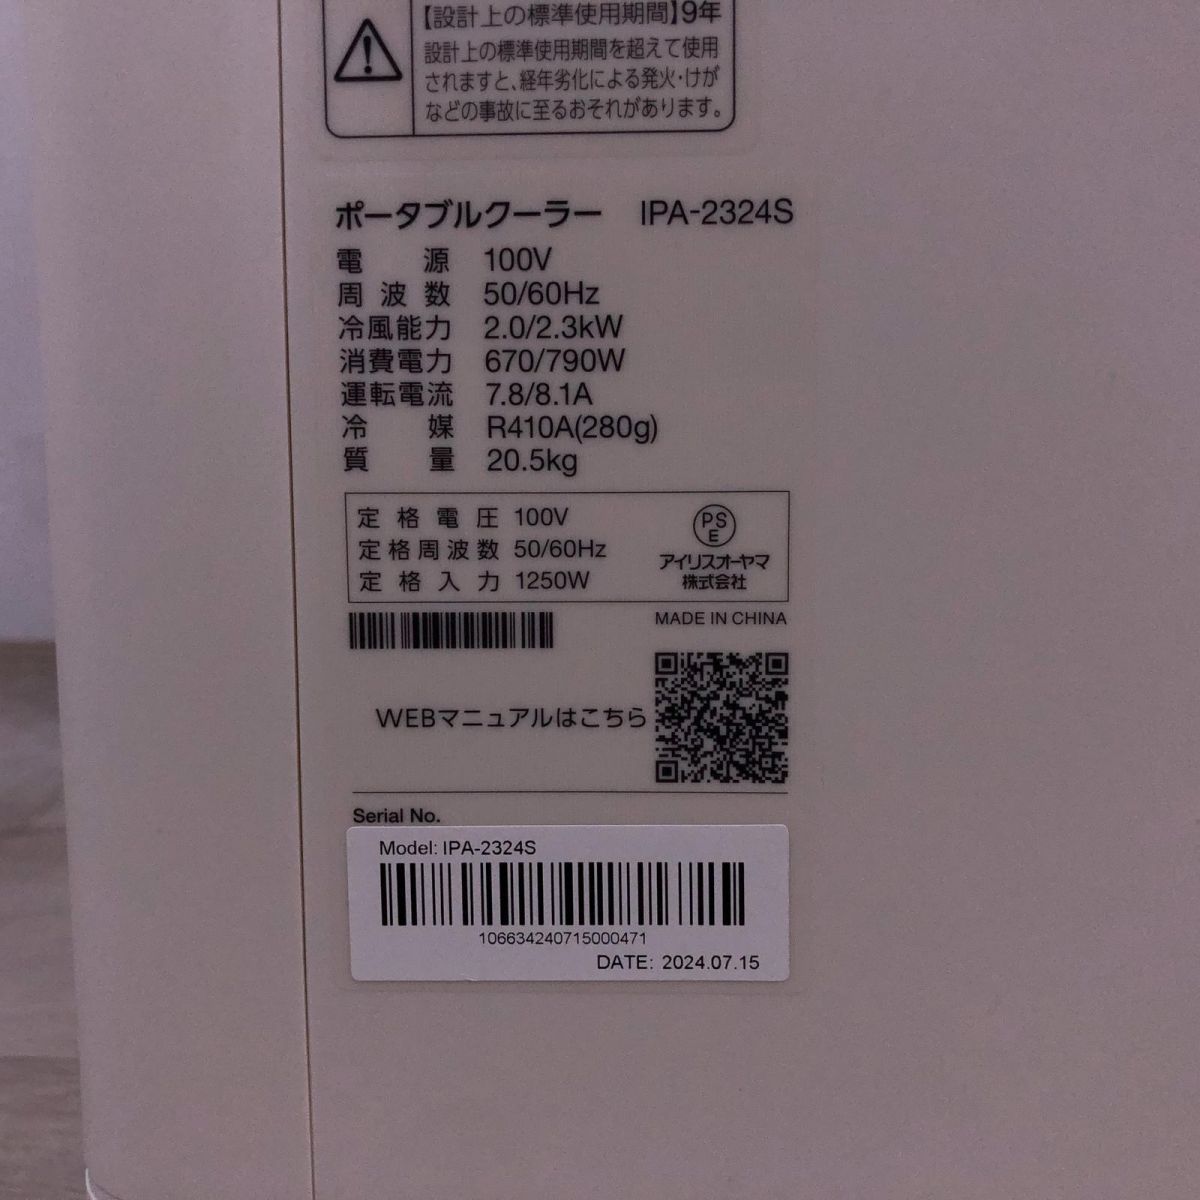 【設計上の標準使用期間】9年
設計上の標準使用期間を超えて使用
されますと、経年劣化による発火・けが
などの事故に至るおそれがあります。
ポータブルクーラー IPA-2324S
電源 100V
周波数 50/60Hz
冷風能力 2.0/2.3kW
消費電力 670/790W
運転電流 7.8/8.1A
冷媒 R410A(280g)
質量 20.5kg
定格電圧 100V
定格周波数 50/60Hz
定格入力 1250W
PS
E
アイリスオーヤマ
株式会社
MADE IN CHINA
WEBマニュアルはこちら
Serial No.
Model: IPA-2324S
106634240715000471
DATE: 2024.07.15